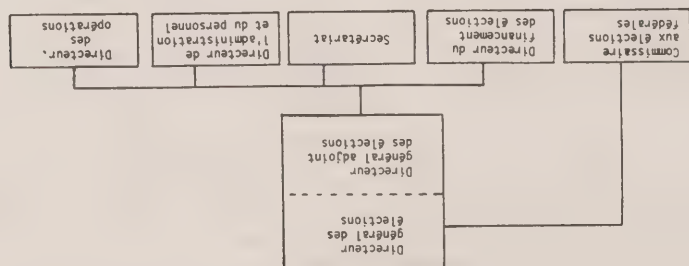 Directeur
général des
élections
Directeur
général adjoint
des élections
Commissaire
aux élections
fédérales
Directeur du
financement
des élections
Secrétariat
Directeur de
l'administration
et du personnel
Directeur.
des
opérations